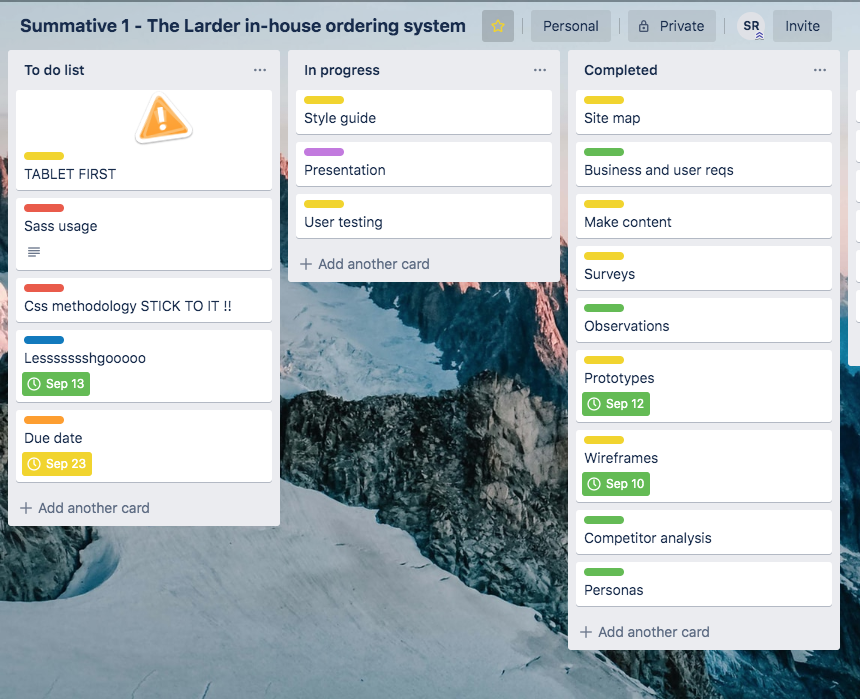 Summative 1 - The Larder in-house ordering system
Personal
Private
SR
Invite
To do list
TABLET FIRST
Sass usage
Css methodology STICK TO IT !!
Lessssssshgooooo
Sep 13
Due date
Sep 23
+ Add another card
In progress
Style guide
Presentation
User testing
+ Add another card
Completed
Site map
Business and user reqs
Make content
Surveys
Observations
Prototypes
Sep 12
Wireframes
Sep 10
Competitor analysis
Personas
+ Add another card